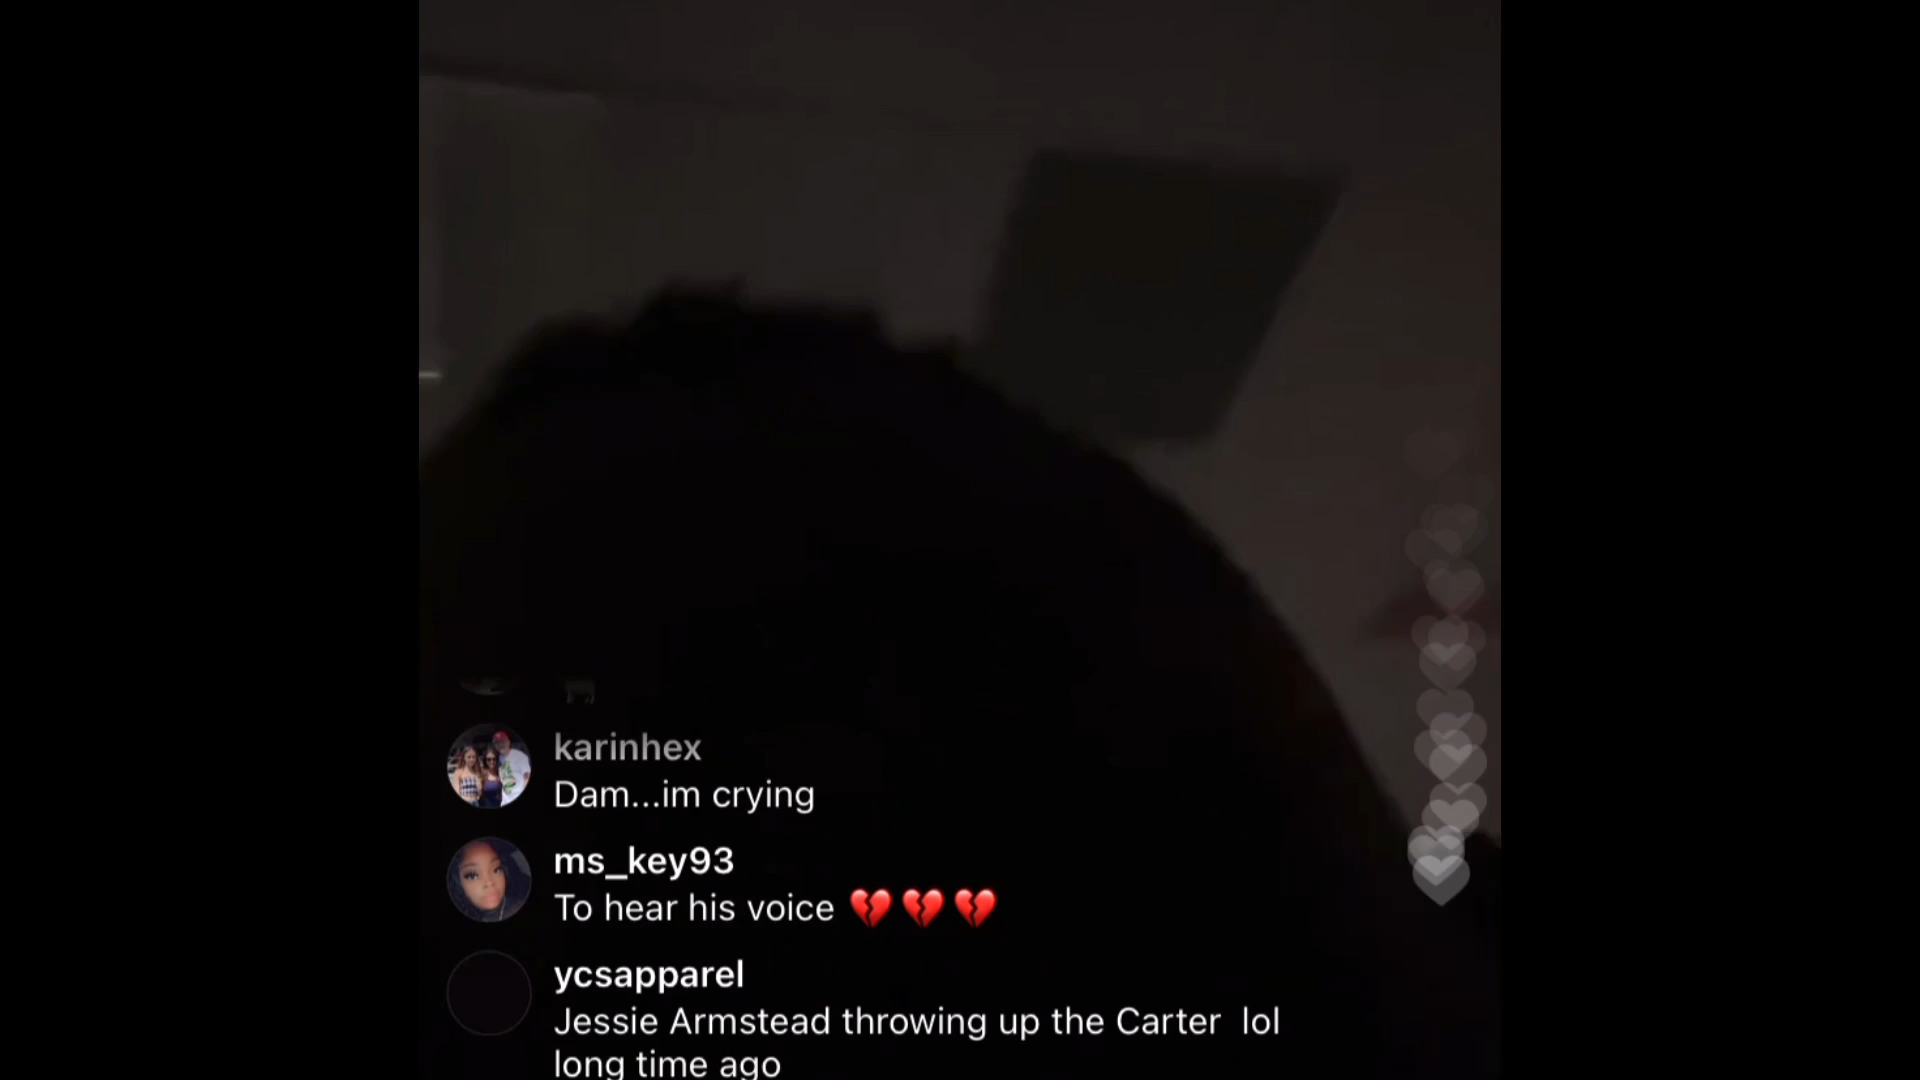 karinhex
Dam...im crying
ms_key93
To hear his voice 💔💔💔
ycsapparel
Jessie Armstead throwing up the Carter lol
long time ago